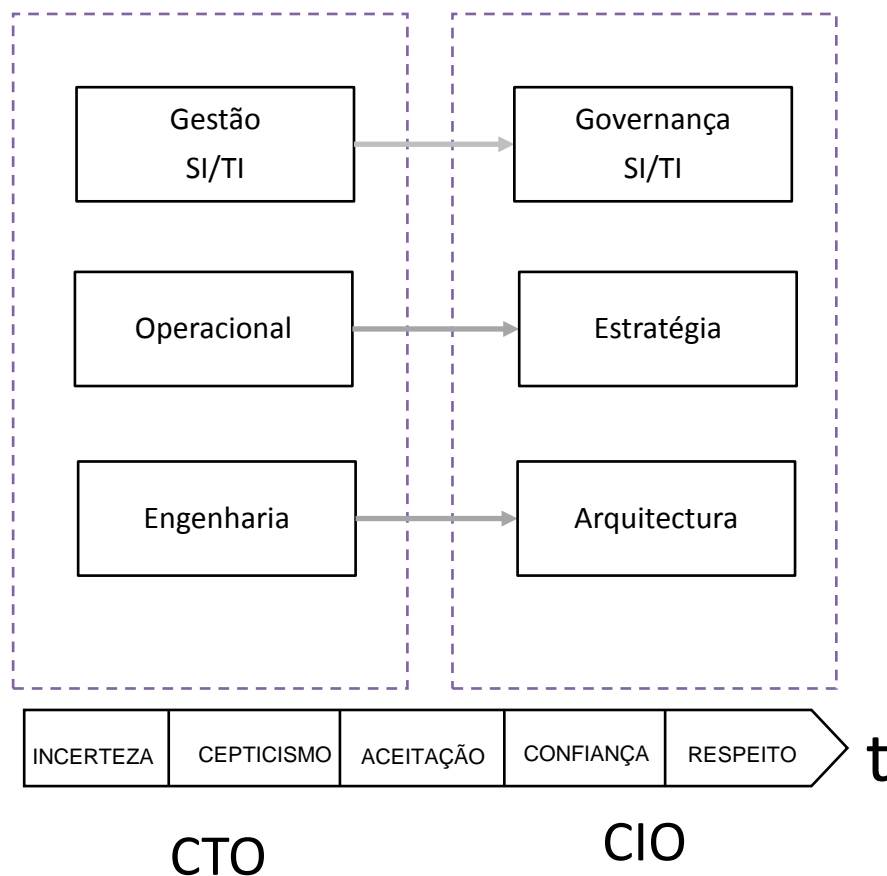 Gestão
SI/TI
Governança
SI/TI
Operacional
Estratégia
Engenharia
Arquitectura
INCERTEZA
CEPTICISMO
ACEITAÇÃO
CONFIANÇA
RESPEITO
t
CTO
CIO